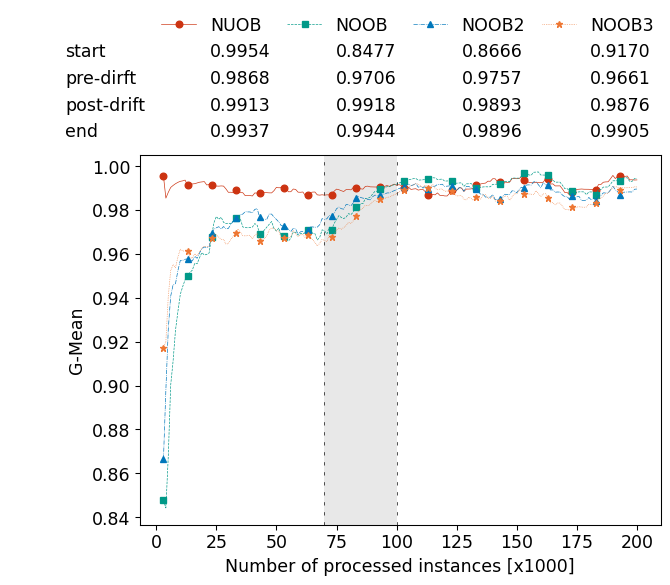 NUOB NOOB NOOB2 NOOB3
start 0.9954 0.8477 0.8666 0.9170
pre-dirft 0.9868 0.9706 0.9757 0.9661
post-drift 0.9913 0.9918 0.9893 0.9876
end 0.9937 0.9944 0.9896 0.9905
1.00
0.98
0.96
0.94
0.92
0.90
0.88
0.86
0.84
G-Mean
0 25 50 75 100 125 150 175 200
Number of processed instances [x1000]